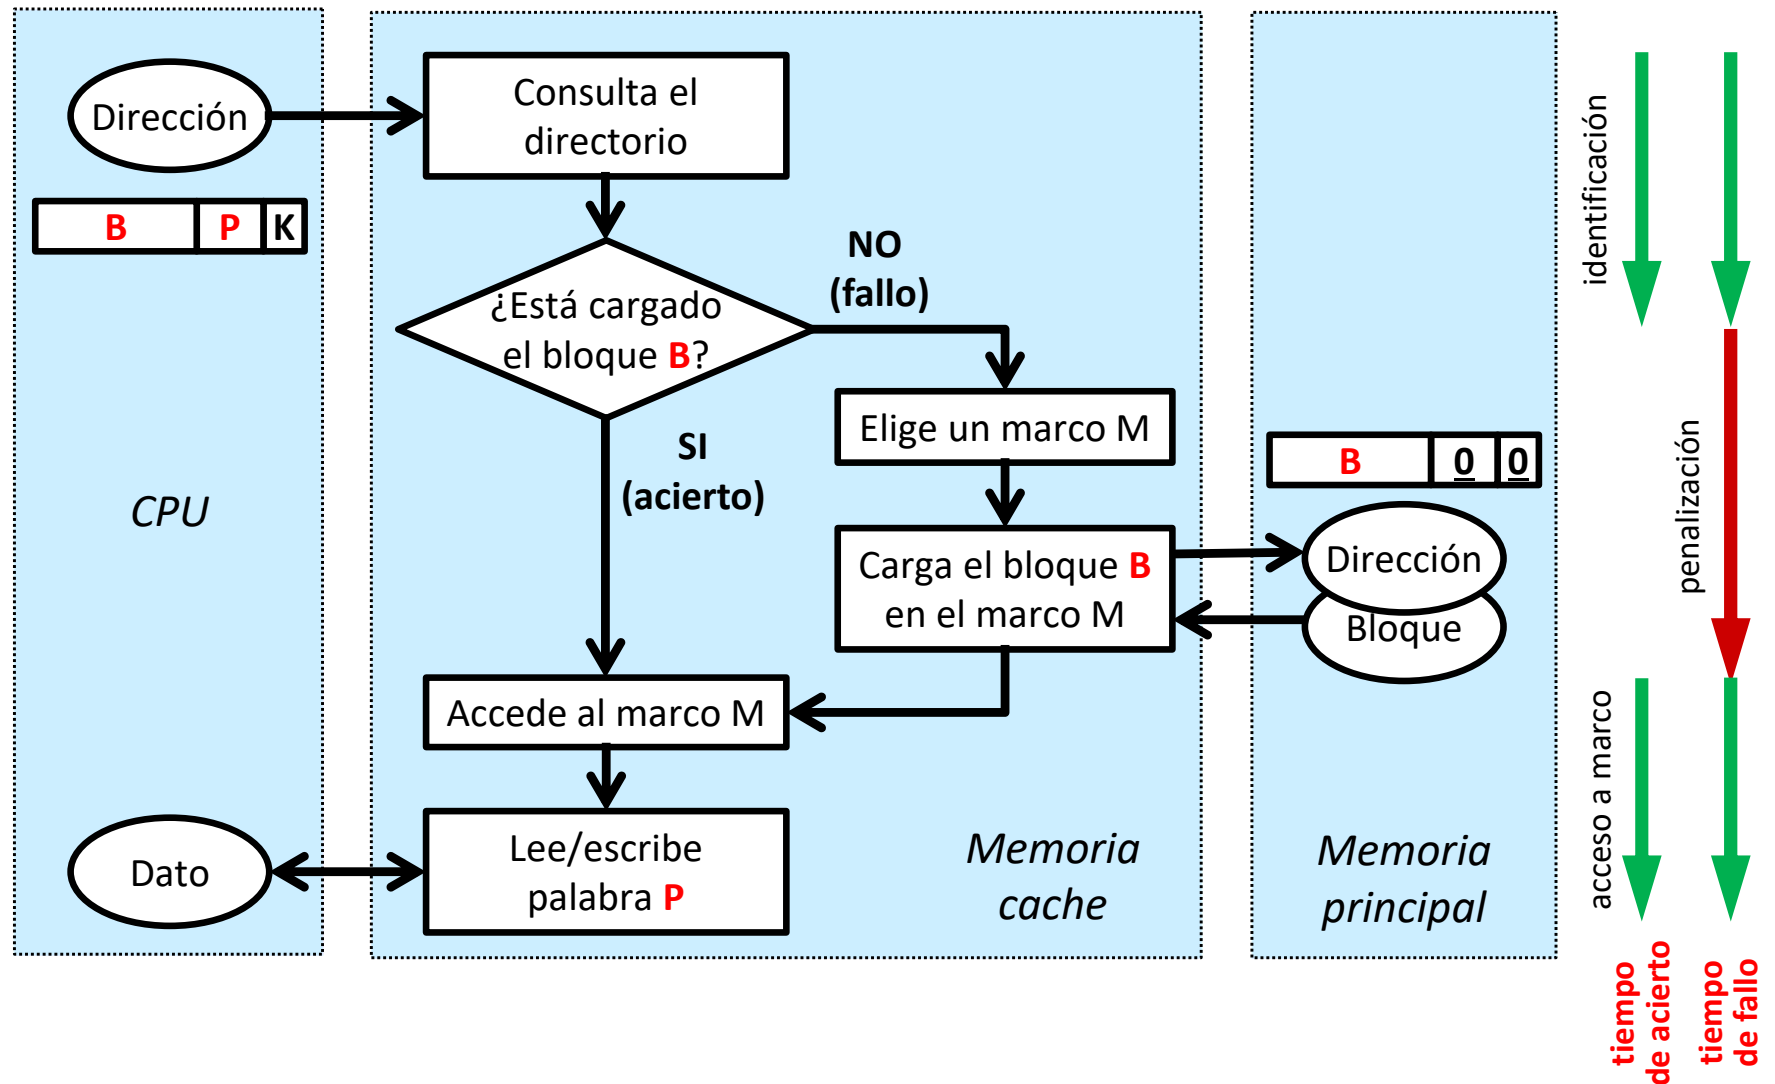 Dirección
B P K
CPU
Dato
Consulta el
directorio
¿Está cargado
el bloque B?
NO
(fallo)
SI
(acierto)
Elige un marco M
Carga el bloque B
en el marco M
Accede al marco M
Lee/escribe
palabra P
Memoria
cache
B 0 0
Dirección
Bloque
Memoria
principal
identificación
penalización
acceso a marco
tiempo
de acierto
tiempo
de fallo